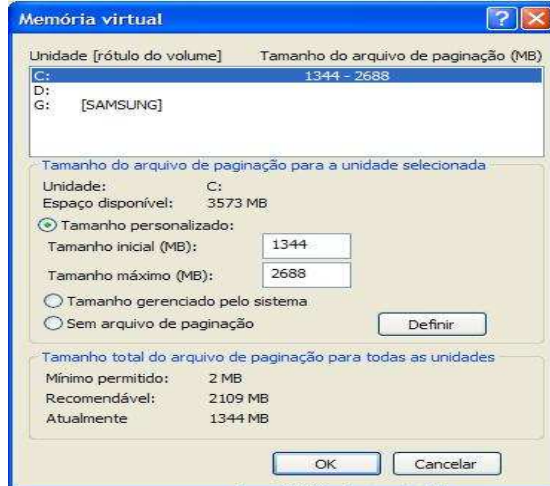 Memória virtual
Unidade [rótulo do volume] Tamanho do arquivo de paginação (MB)
C: 1344 - 2688
D:
G: [SAMSUNG]
Tamanho do arquivo de paginação para a unidade selecionada
Unidade: C:
Espaço disponível: 3573 MB
Tamanho personalizado:
Tamanho inicial (MB): 1344
Tamanho máximo (MB): 2688
Tamanho gerenciado pelo sistema
Sem arquivo de paginação Definir
Tamanho total do arquivo de paginação para todas as unidades
Mínimo permitido: 2 MB
Recomendável: 2109 MB
Atualmente 1344 MB
OK Cancelar